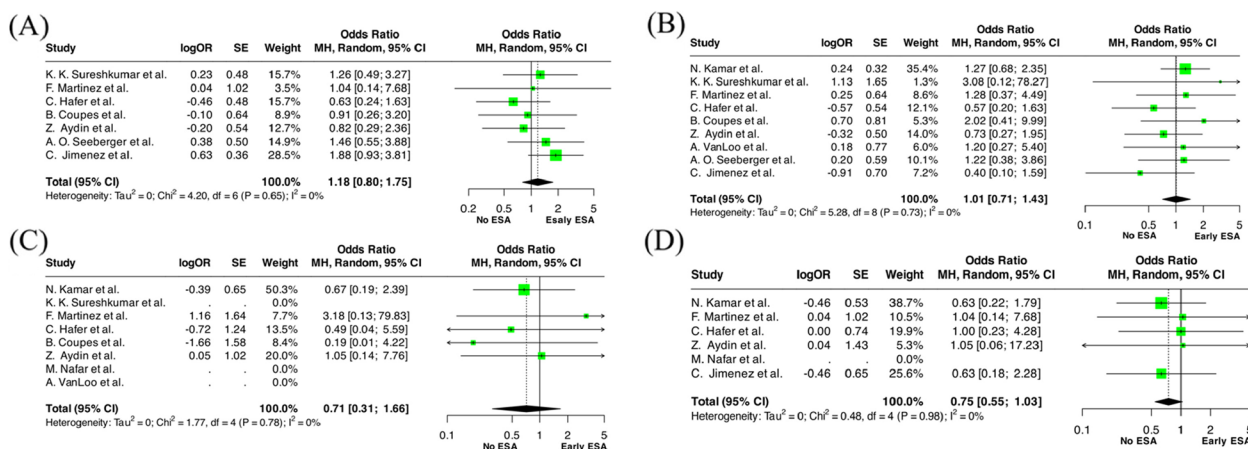 (A)
Odds Ratio Odds Ratio
Study logOR SE Weight MH, Random, 95% CI MH, Random, 95% CI
K. K. Sureshkumar et al. 0.23 0.48 15.7% 1.26 [0.49; 3.27]
F. Martinez et al. 0.04 1.02 3.5% 1.04 [0.14; 7.68]
C. Hafer et al. -0.46 0.48 15.7% 0.63 [0.24; 1.63]
B. Coupes et al. -0.10 0.64 8.9% 0.91 [0.26; 3.20]
Z. Aydin et al. -0.20 0.54 12.7% 0.82 [0.29; 2.36]
A. O. Seeberger et al. 0.38 0.50 14.9% 1.46 [0.55; 3.88]
C. Jimenez et al. 0.63 0.36 28.5% 1.88 [0.93; 3.81]
Total (95% CI) 100.0% 1.18 [0.80; 1.75]
Heterogeneity: Tau² = 0; Chi² = 4.20, df = 6 (P = 0.65); I² = 0%
0.2 0.5 1 2 5
No ESA Esaly ESA
(B)
Odds Ratio Odds Ratio
Study logOR SE Weight MH, Random, 95% CI MH, Random, 95% CI
N. Kamar et al. 0.24 0.32 35.4% 1.27 [0.68; 2.35]
K. K. Sureshkumar et al. 1.13 1.65 1.3% 3.08 [0.12; 78.27]
F. Martinez et al. 0.25 0.64 8.6% 1.28 [0.37; 4.49]
C. Hafer et al. -0.57 0.54 12.1% 0.57 [0.20; 1.63]
B. Coupes et al. 0.70 0.81 5.3% 2.02 [0.41; 9.99]
Z. Aydin et al. -0.32 0.50 14.0% 0.73 [0.27; 1.95]
A. VanLoo et al. 0.18 0.77 6.0% 1.20 [0.27; 5.40]
A. O. Seeberger et al. 0.20 0.59 10.1% 1.22 [0.38; 3.86]
C. Jimenez et al. -0.91 0.70 7.2% 0.40 [0.10; 1.59]
Total (95% CI) 100.0% 1.01 [0.71; 1.43]
Heterogeneity: Tau² = 0; Chi² = 5.28, df = 8 (P = 0.73); I² = 0%
0.1 0.5 1 2 5
No ESA Early ESA
(C)
Odds Ratio Odds Ratio
Study logOR SE Weight MH, Random, 95% CI MH, Random, 95% CI
N. Kamar et al. -0.39 0.65 50.3% 0.67 [0.19; 2.39]
K. K. Sureshkumar et al. . . 0.0%
F. Martinez et al. 1.16 1.64 7.7% 3.18 [0.13; 79.83]
C. Hafer et al. -0.72 1.24 13.5% 0.49 [0.04; 5.59]
B. Coupes et al. -1.66 1.58 8.4% 0.19 [0.01; 4.22]
Z. Aydin et al. 0.05 1.02 20.0% 1.05 [0.14; 7.76]
M. Nafar et al. . . 0.0%
A. VanLoo et al. . . 0.0%
Total (95% CI) 100.0% 0.71 [0.31; 1.66]
Heterogeneity: Tau² = 0; Chi² = 1.77, df = 4 (P = 0.78); I² = 0%
0.1 0.5 1 2 5
No ESA Early ESA
(D)
Odds Ratio Odds Ratio
Study logOR SE Weight MH, Random, 95% CI MH, Random, 95% CI
N. Kamar et al. -0.46 0.53 38.7% 0.63 [0.22; 1.79]
F. Martinez et al. 0.04 1.02 10.5% 1.04 [0.14; 7.68]
C. Hafer et al. 0.00 0.74 19.9% 1.00 [0.23; 4.28]
Z. Aydin et al. 0.04 1.43 5.3% 1.05 [0.06; 17.23]
M. Nafar et al. . . 0.0%
C. Jimenez et al. -0.46 0.65 25.6% 0.63 [0.18; 2.28]
Total (95% CI) 100.0% 0.75 [0.55; 1.03]
Heterogeneity: Tau² = 0; Chi² = 0.48, df = 4 (P = 0.98); I² = 0%
0.1 0.5 1 2 5
No ESA Early ESA